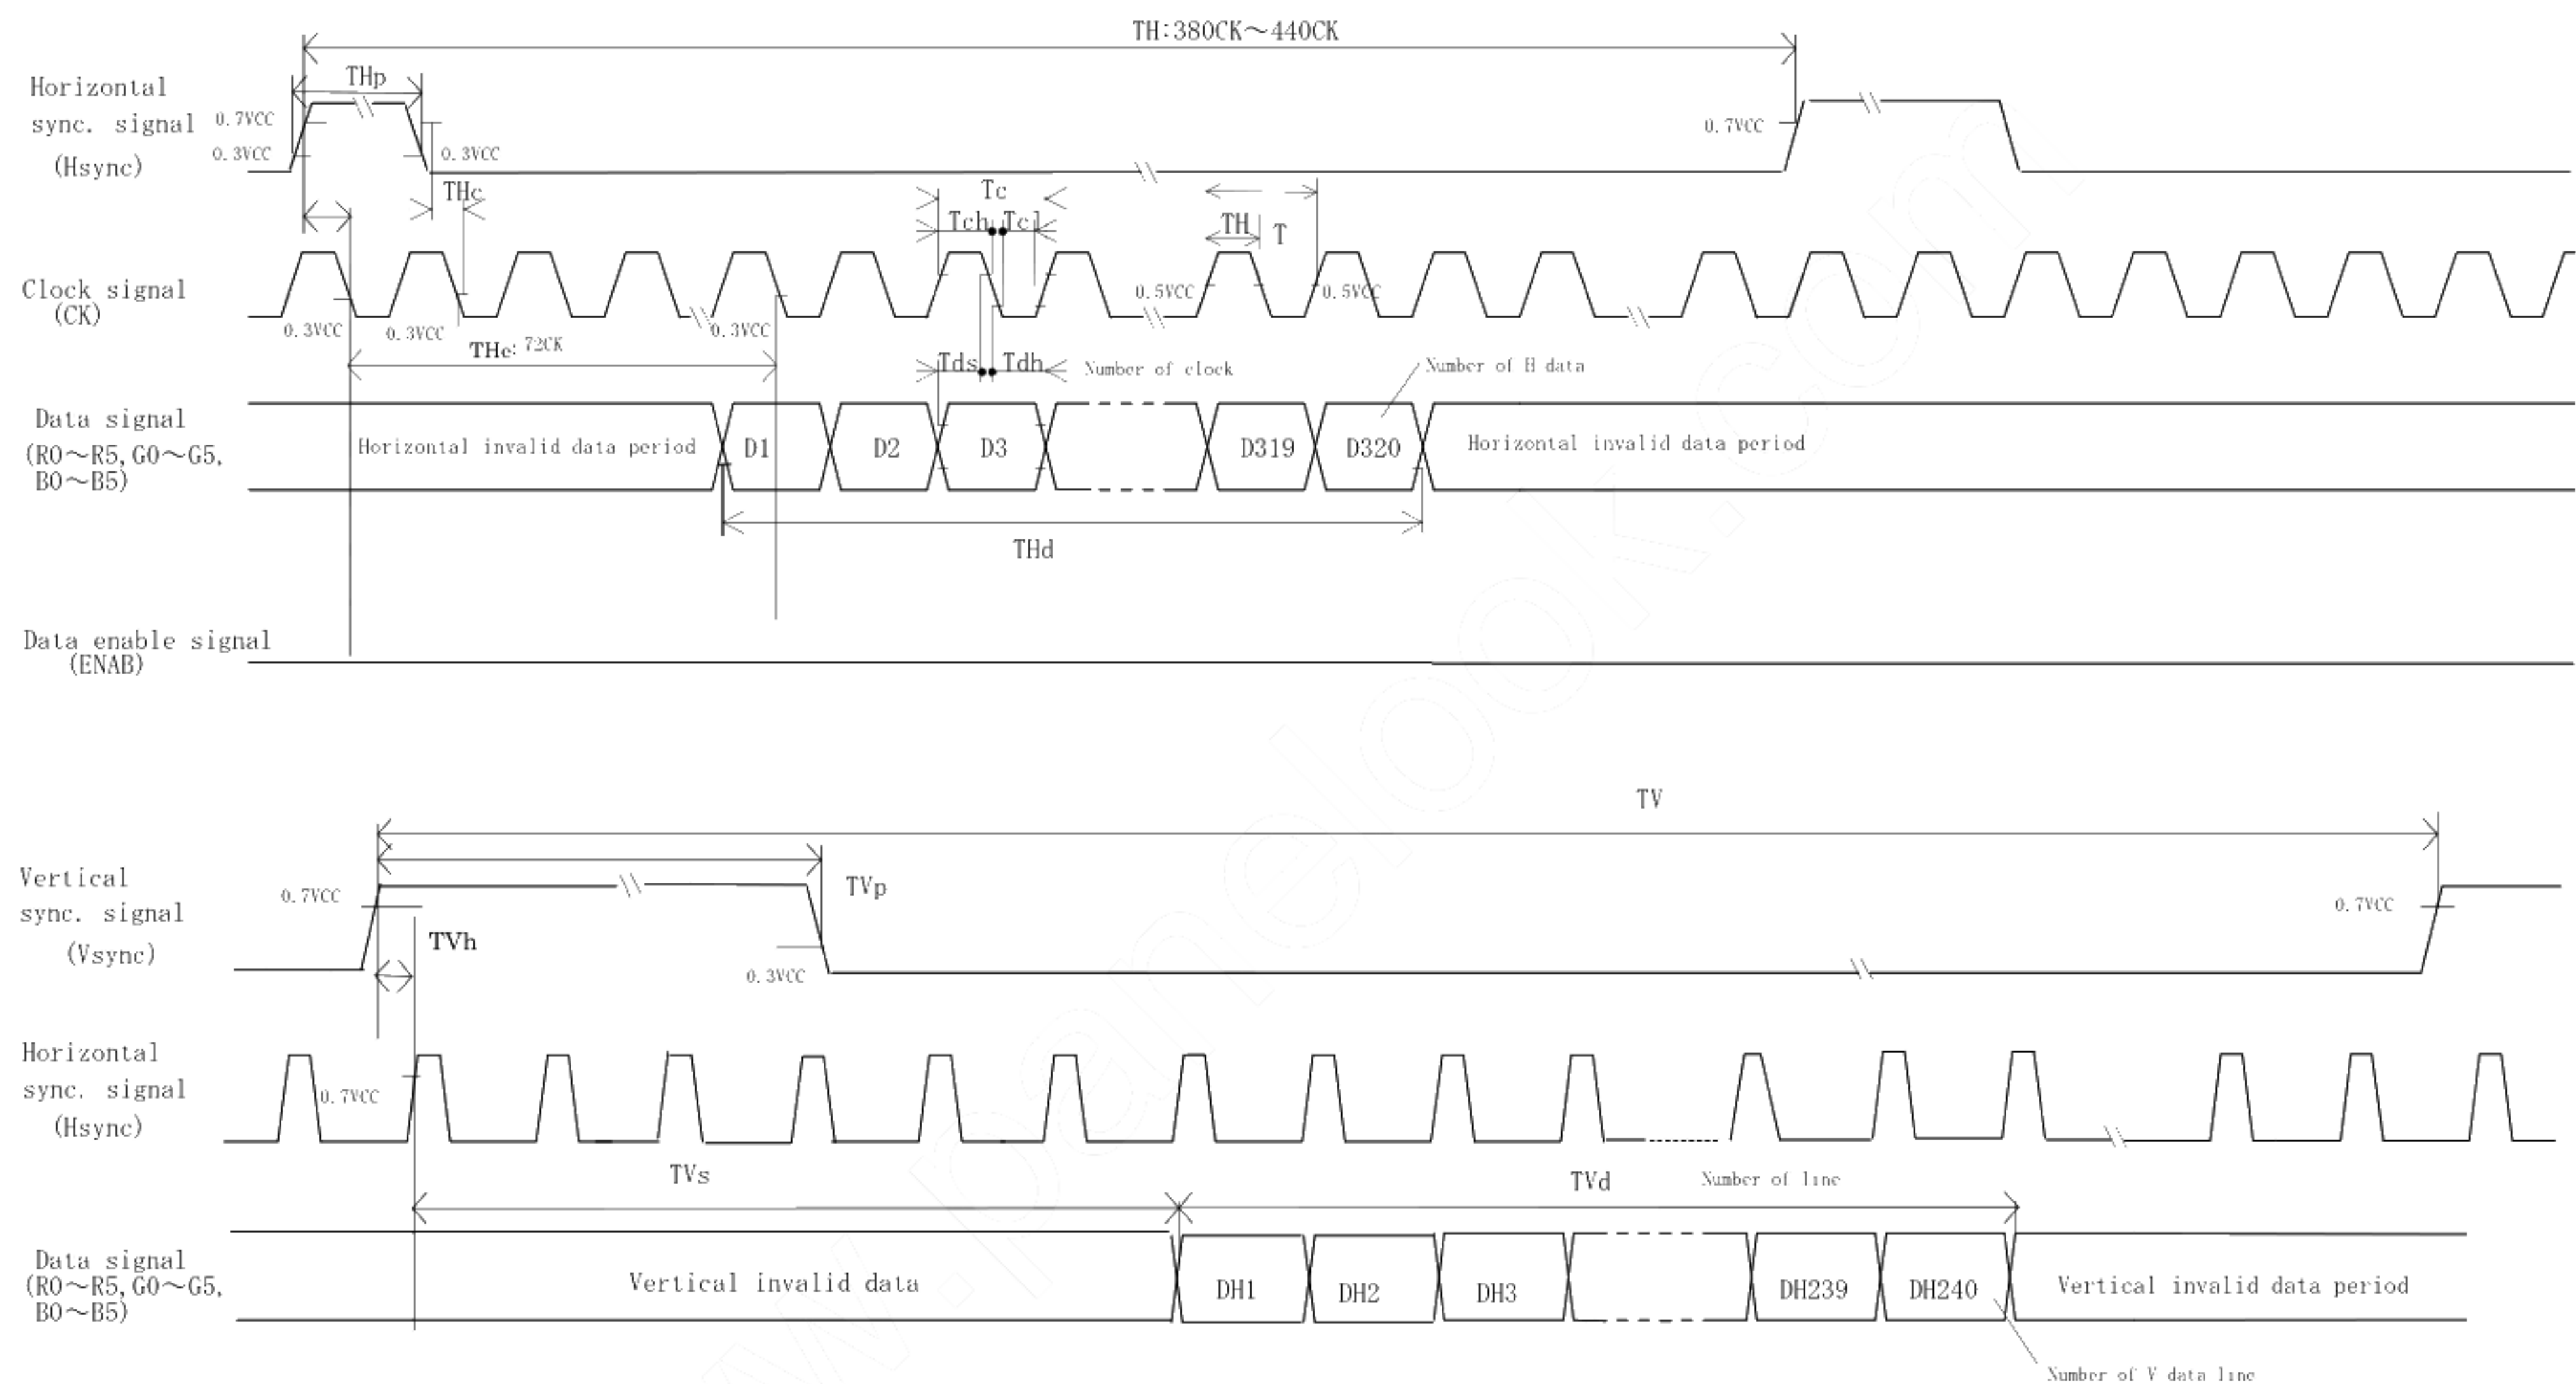 TH:380CK～440CK
THp
Horizontal
sync. signal
(Hsync)
0.7VCC
0.3VCC
0.3VCC
0.7VCC
THc
Tc
Tch
Tcl
TH
T
Clock signal
(CK)
0.3VCC
0.3VCC
0.3VCC
0.5VCC
0.5VCC
THe: 72CK
Tds
Tdh
Number of clock
Number of H data
Data signal
(R0～R5,G0～G5,
B0～B5)
Horizontal invalid data period
D1
D2
D3
D319
D320
Horizontal invalid data period
THd
Data enable signal
(ENAB)
TV
Vertical
sync. signal
(Vsync)
0.7VCC
TVp
0.7VCC
TVh
0.3VCC
Horizontal
sync. signal
(Hsync)
0.7VCC
TVs
TVd
Number of line
Data signal
(R0～R5,G0～G5,
B0～B5)
Vertical invalid data
DH1
DH2
DH3
DH239
DH240
Vertical invalid data period
Number of V data line
w.panelook.com